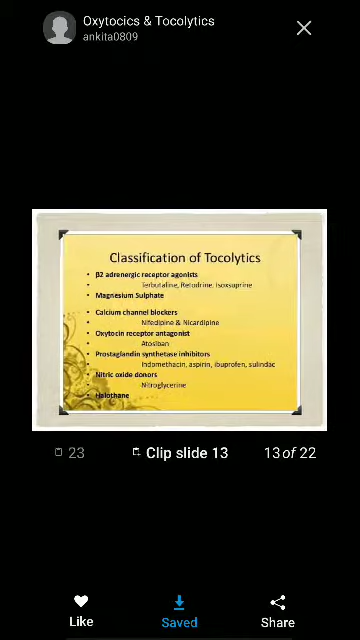 Oxytocics & Tocolytics
ankita0809
Classification of Tocolytics
• β2 adrenergic receptor agonists
• Terbutaline, Retodrine, Isoxsuprine
• Magnesium Sulphate
• Calcium channel blockers
• Nifedipine & Nicardipine
• Oxytocin receptor antagonist
• Atosiban
• Prostaglandin synthetase inhibitors
• Indomethacin, aspirin, ibuprofen, sulindac
• Nitric oxide donors
• Nitroglycerine
• Halothane
23 Clip slide 13 13 of 22
Like Saved Share